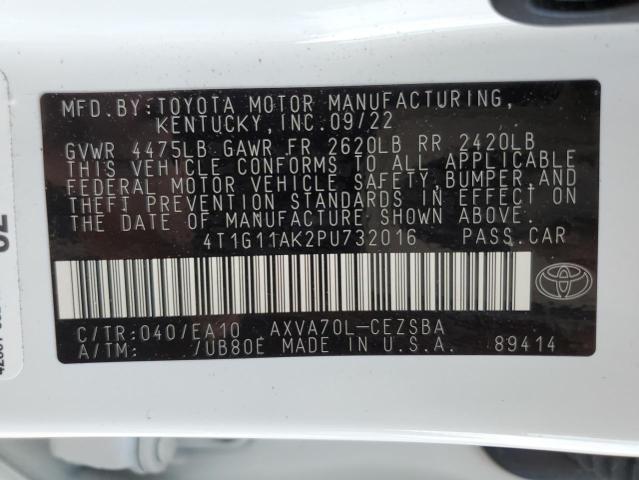 MFD.BY:TOYOTA MOTOR MANUFACTURING,
KENTUCKY,INC.09/22
GVWR 4475LB GAWR FR 2620LB RR 2420LB
THIS VEHICLE CONFORMS TO ALL APPLICABLE
FEDERAL MOTOR VEHICLE SAFETY,BUMPER,AND
THEFT PREVENTION STANDARDS IN EFFECT ON
THE DATE OF MANUFACTURE SHOWN ABOVE.
4T1G11AK2PU732016 PASS.CAR
C/TR:040/EA10 AXVA70L-CEZSBA
A/TM: /UB80E MADE IN U.S.A. 89414